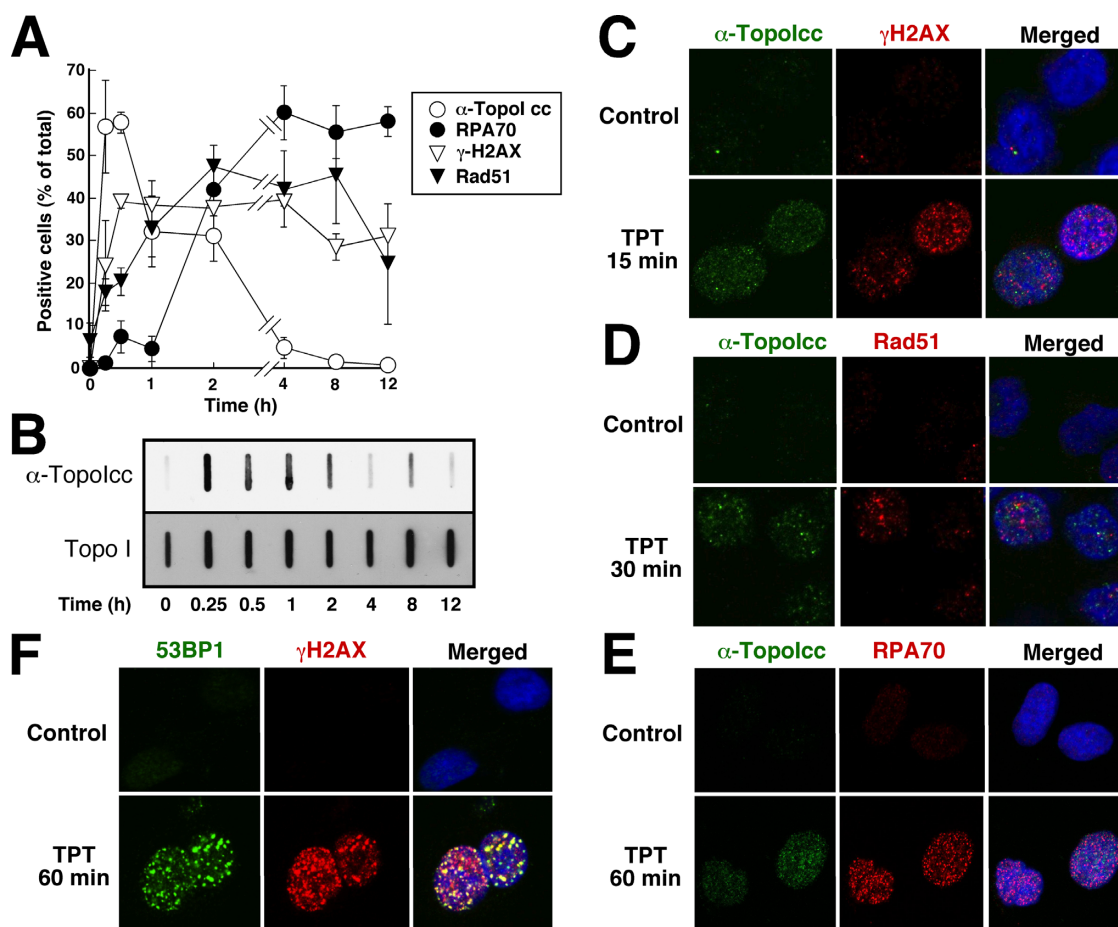 A
70
60
50
40
30
20
10
0
Positive cells (% of total)
0
1
2
4
8
12
Time (h)
α-TopoI cc
RPA70
γ-H2AX
Rad51
B
α-TopoIcc
Topo I
Time (h) 0 0.25 0.5 1 2 4 8 12
C
α-TopoIcc γH2AX Merged
Control
TPT
15 min
D
α-TopoIcc Rad51 Merged
Control
TPT
30 min
E
α-TopoIcc RPA70 Merged
Control
TPT
60 min
F
53BP1 γH2AX Merged
Control
TPT
60 min